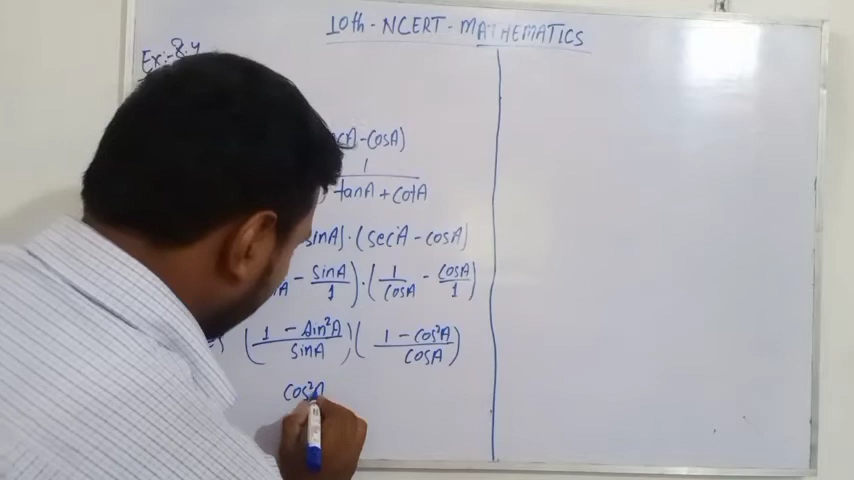 10th - NCERT - MATHEMATICS
Ex:- 8.4
A) - cosA)
1
tanA + cotA
sinA) . (secA - cosA)
A - sinA/1) . (1/cosA - cosA/1)
(1 - sin²A / sinA) (1 - cos²A / cosA)
cos²A